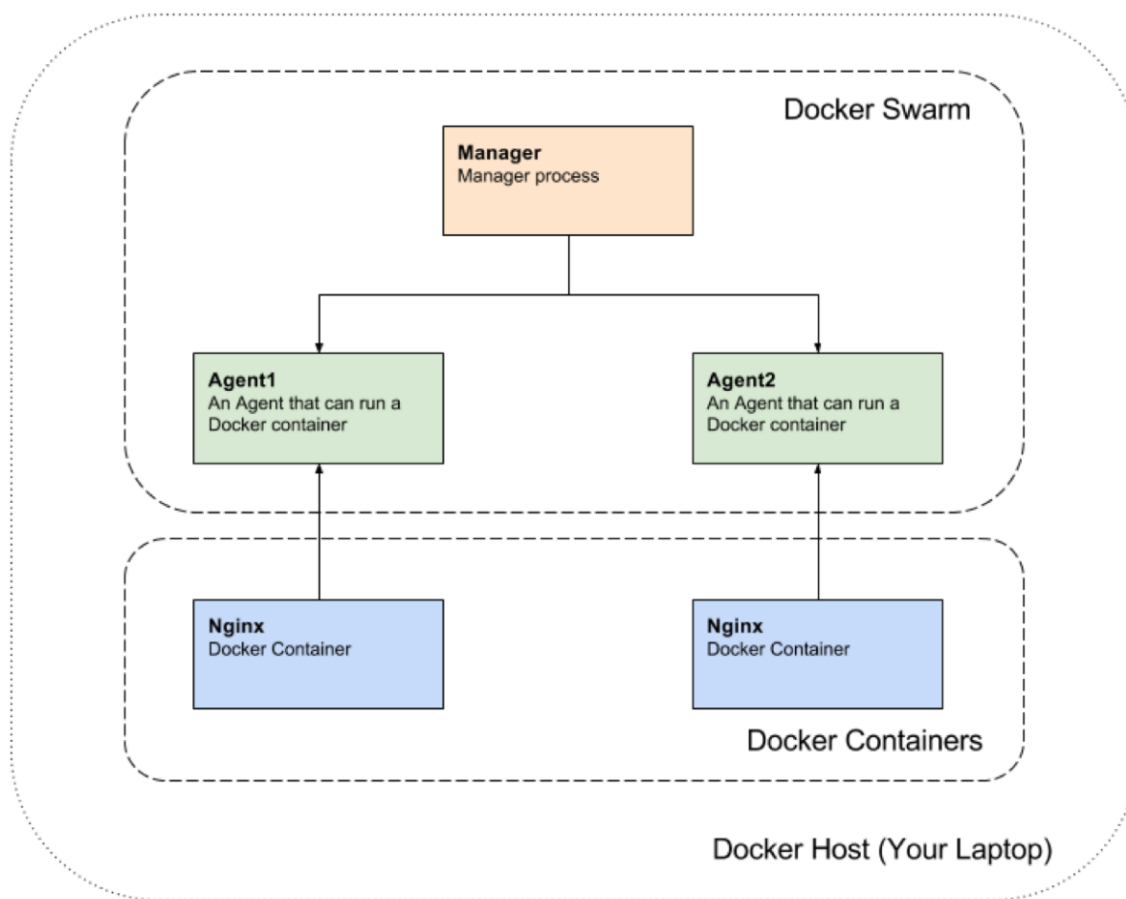 Docker Swarm
Manager
Manager process
Agent1
An Agent that can run a
Docker container
Agent2
An Agent that can run a
Docker container
Nginx
Docker Container
Nginx
Docker Container
Docker Containers
Docker Host (Your Laptop)